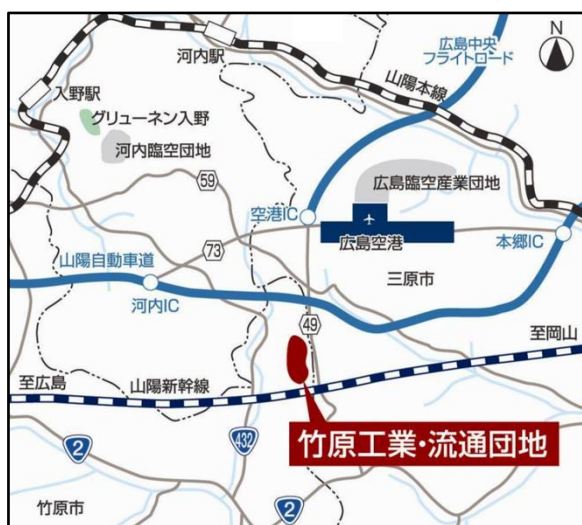 N
広島中央
フライトロード
河内駅
山陽本線
入野駅
グリューネン入野
河内臨空団地
59
広島臨空産業団地
空港IC
広島空港
本郷IC
73
山陽自動車道
三原市
河内IC
49
至岡山
至広島
山陽新幹線
竹原工業・流通団地
2
432
2
竹原市